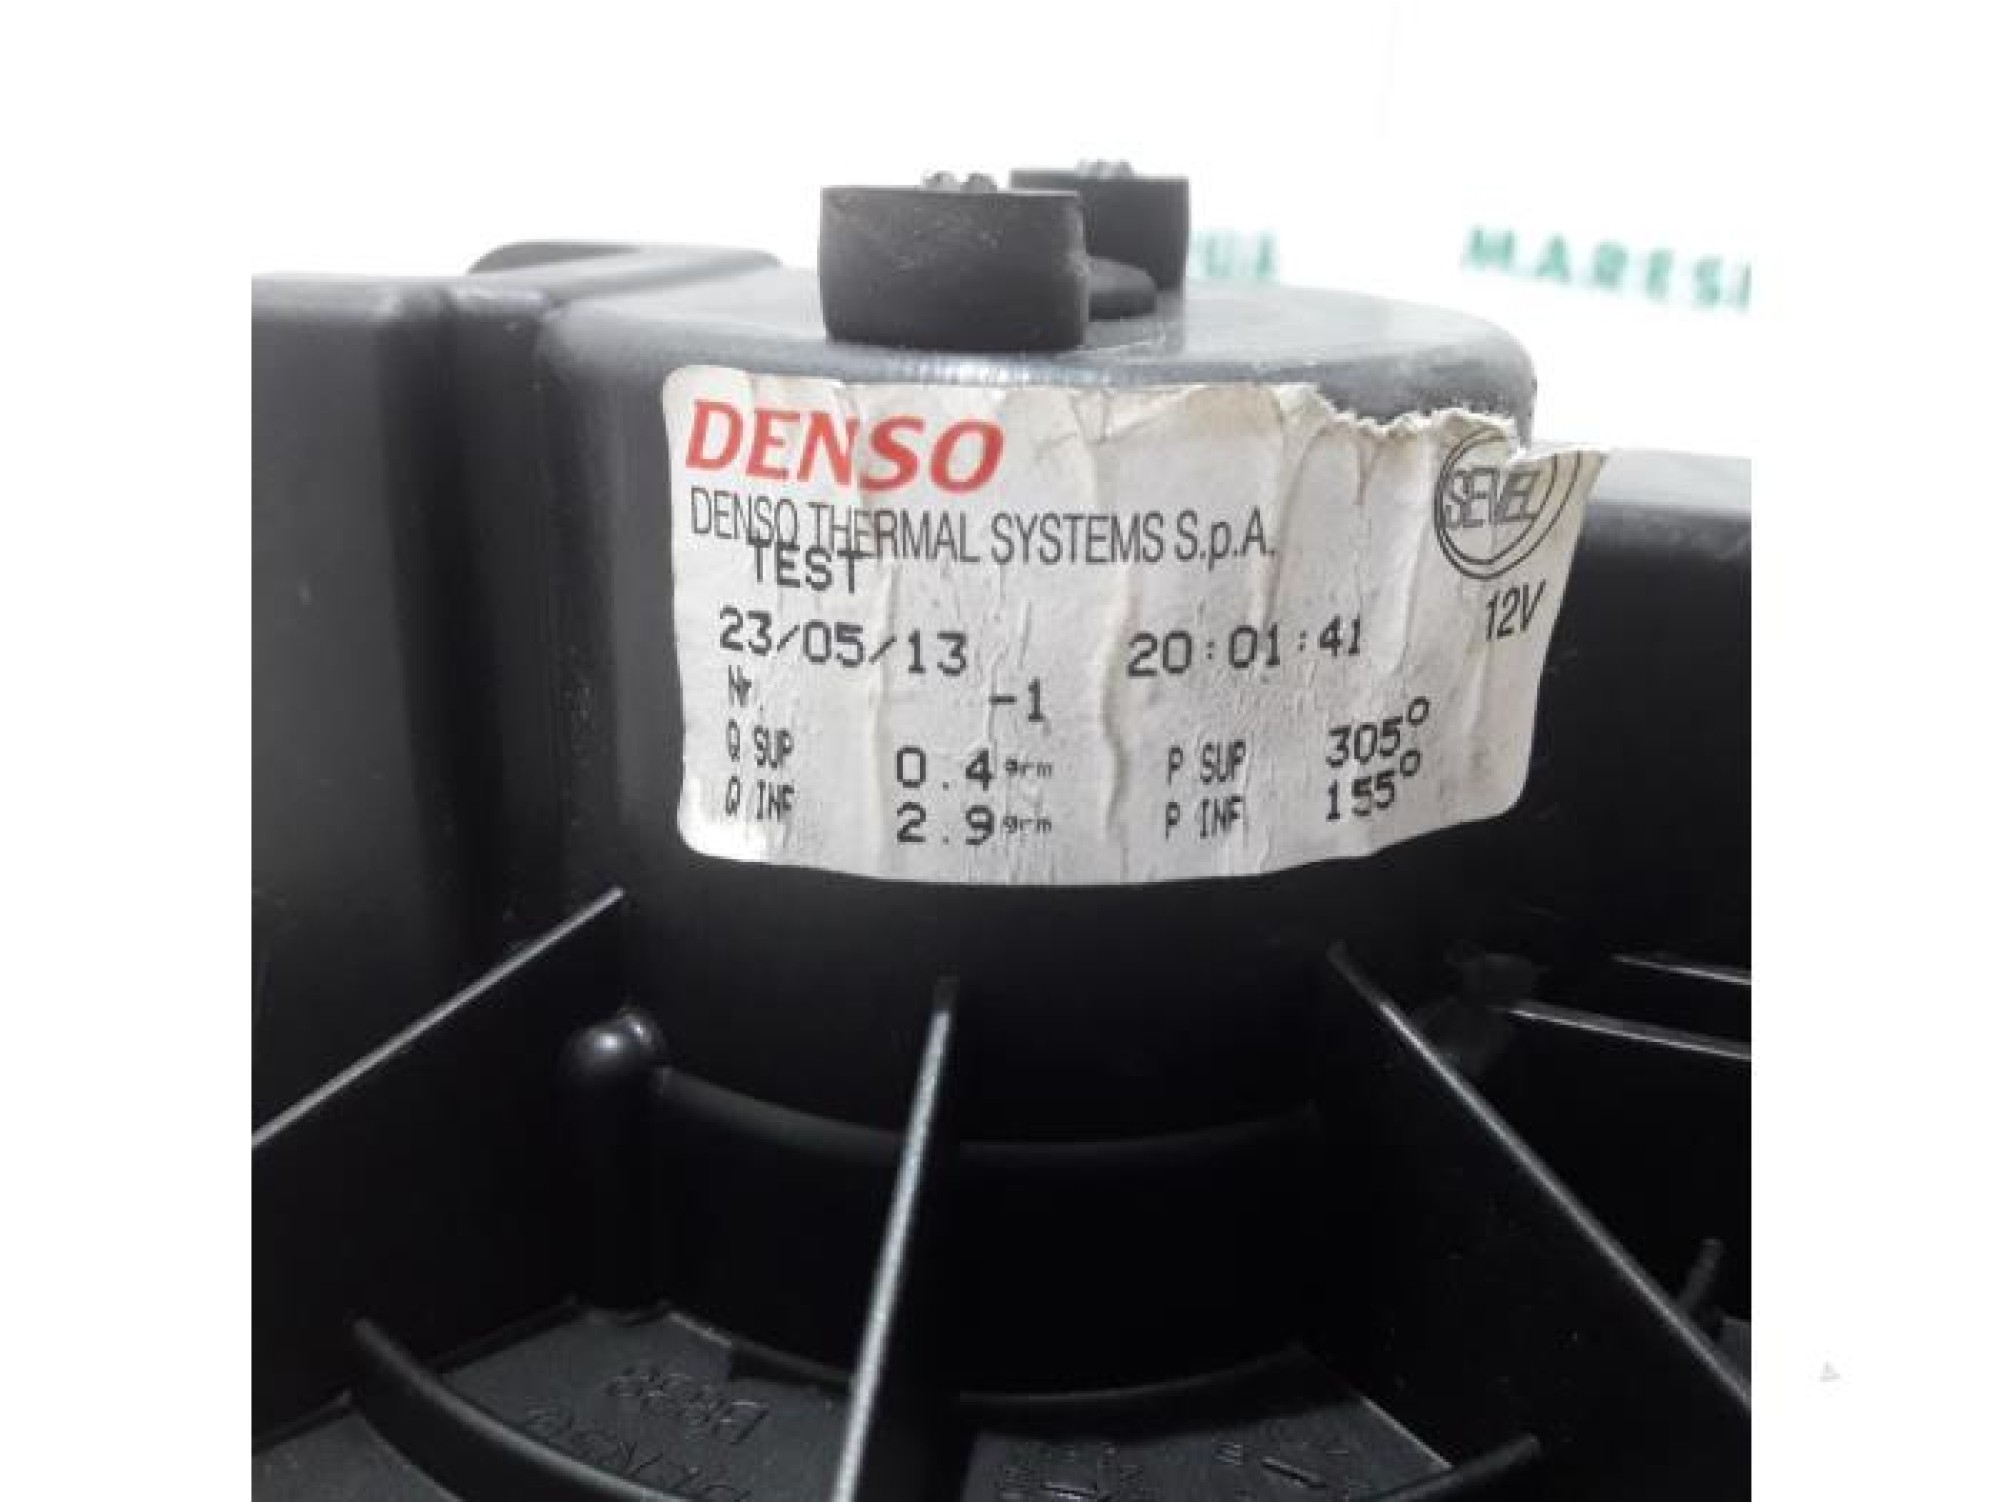 MARESI
DENSO
SEVEL
DENSO THERMAL SYSTEMS S.p.A.
TEST
12V
23/05/13 20:01:41
Nr. -1
Q SUP 0.4 grm P SUP 305°
Q INF 2.9 grm P INF 155°